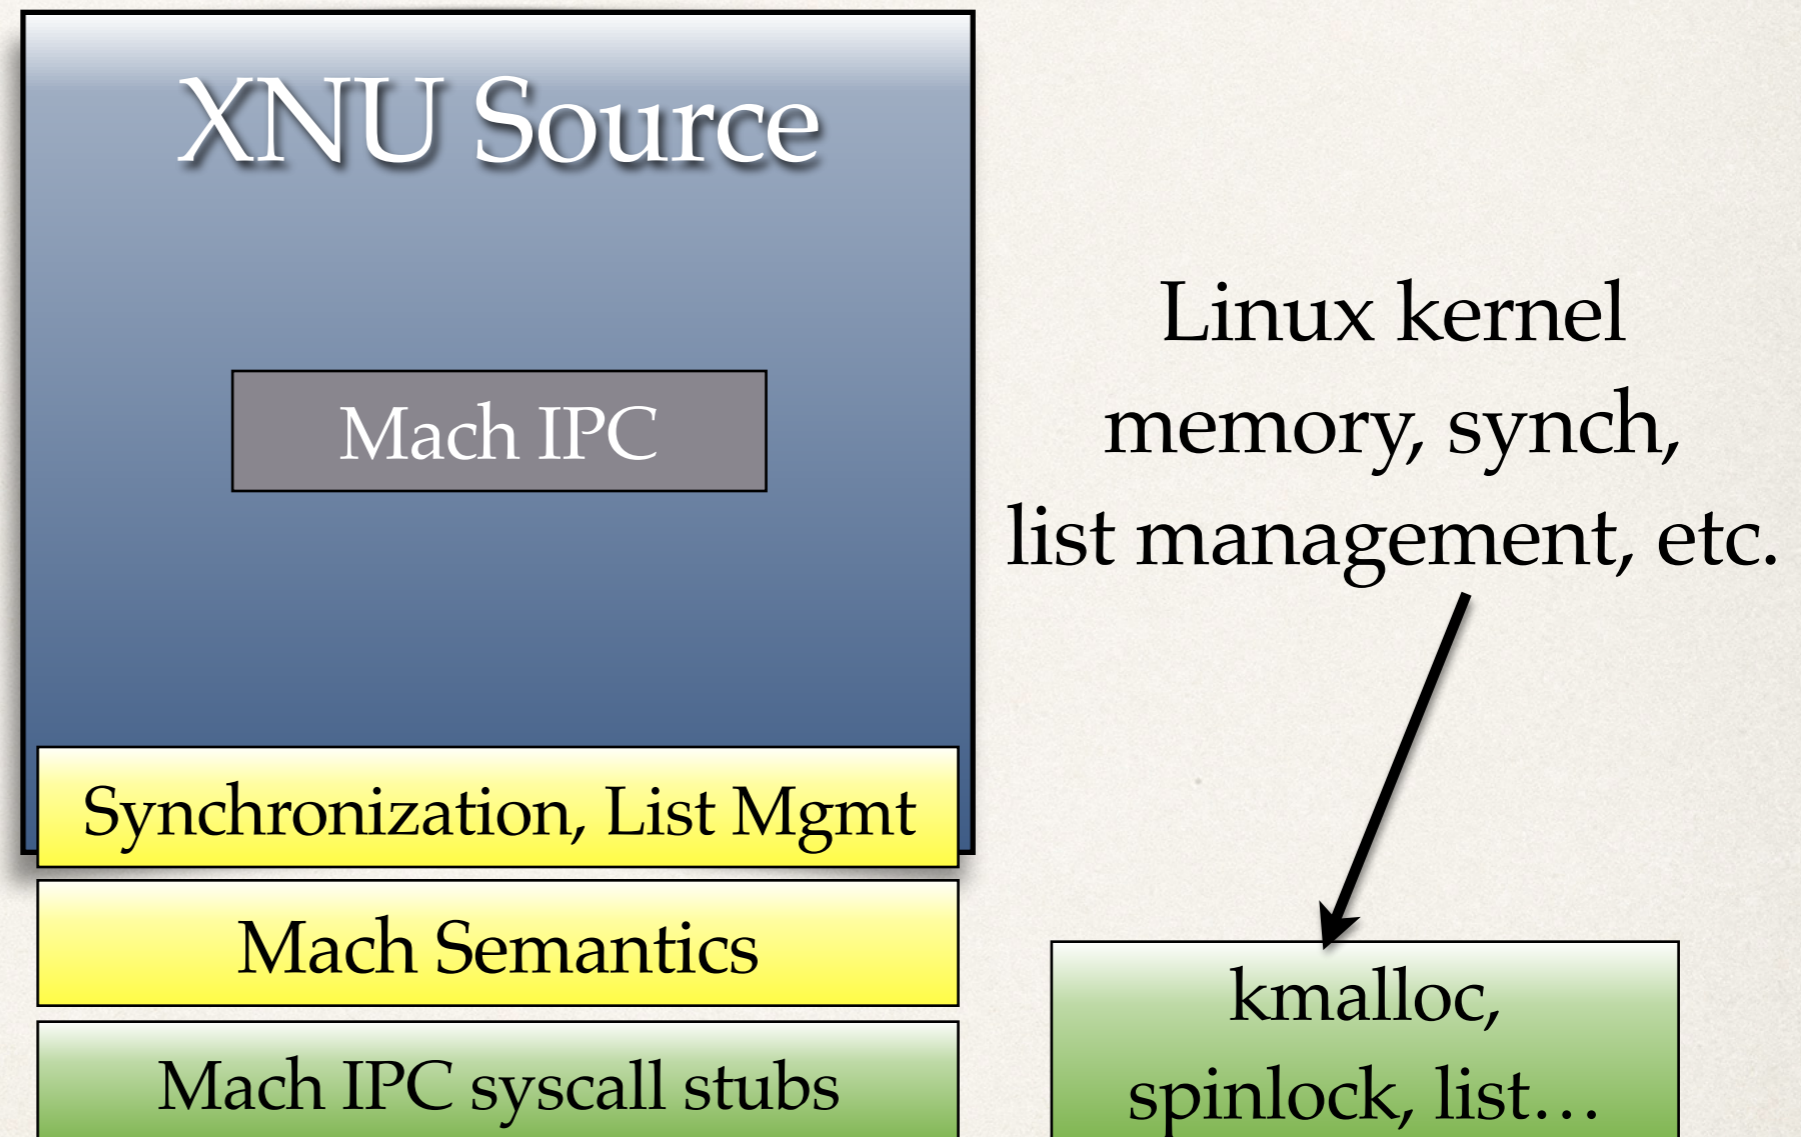 XNU Source
Mach IPC
Synchronization, List Mgmt
Mach Semantics
Mach IPC syscall stubs
Linux kernel
memory, synch,
list management, etc.
kmalloc,
spinlock, list…